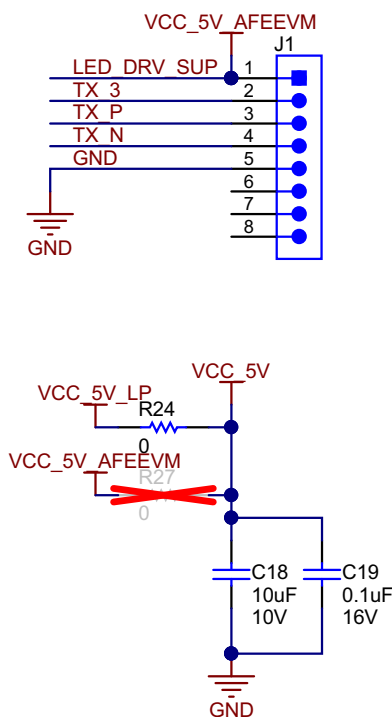 VCC_5V_AFEEVM
J1
LED_DRV_SUP 1
TX_3 2
TX_P 3
TX_N 4
GND 5
6
7
8
GND
VCC_5V
VCC_5V_LP
R24
0
VCC_5V_AFEEVM
R27
0
C18
10uF
10V
C19
0.1uF
16V
GND